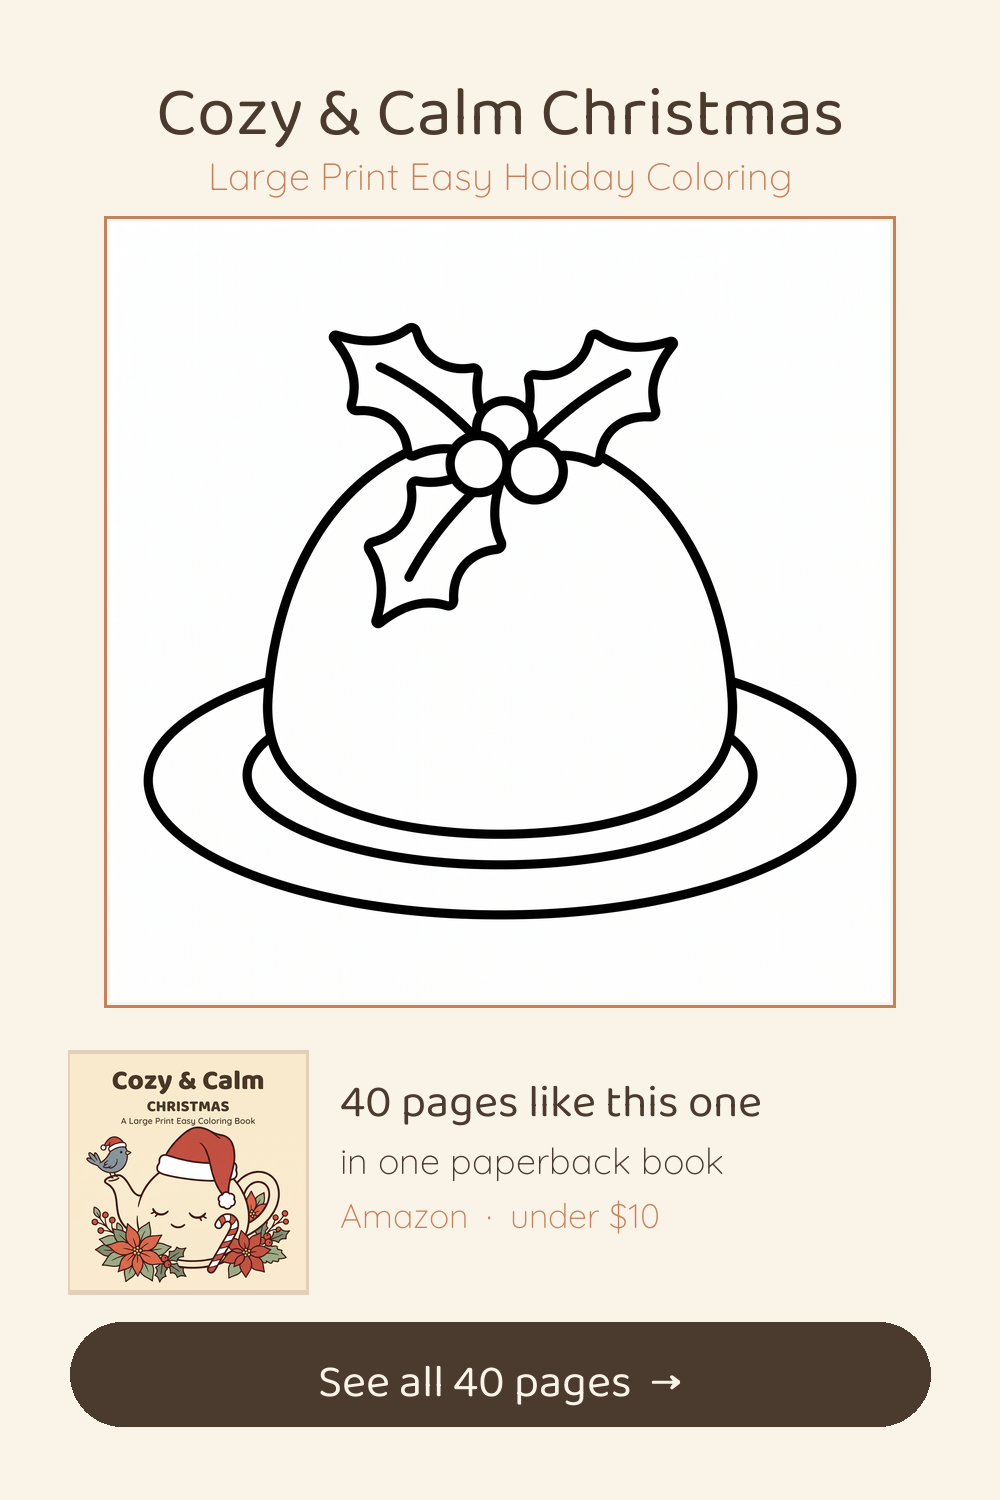 Cozy & Calm Christmas
Large Print Easy Holiday Coloring
Cozy & Calm
CHRISTMAS
A Large Print Easy Coloring Book
40 pages like this one
in one paperback book
Amazon · under $10
See all 40 pages →